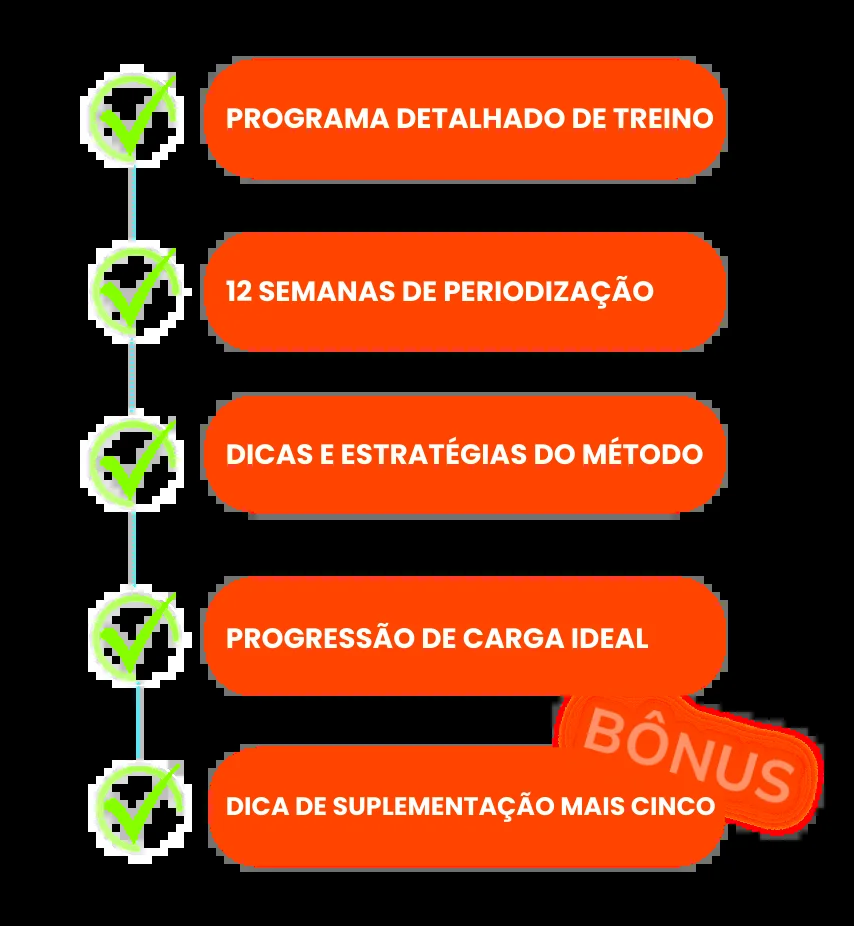 PROGRAMA DETALHADO DE TREINO
12 SEMANAS DE PERIODIZAÇÃO
DICAS E ESTRATÉGIAS DO MÉTODO
PROGRESSÃO DE CARGA IDEAL
BÔNUS
DICA DE SUPLEMENTAÇÃO MAIS CINCO